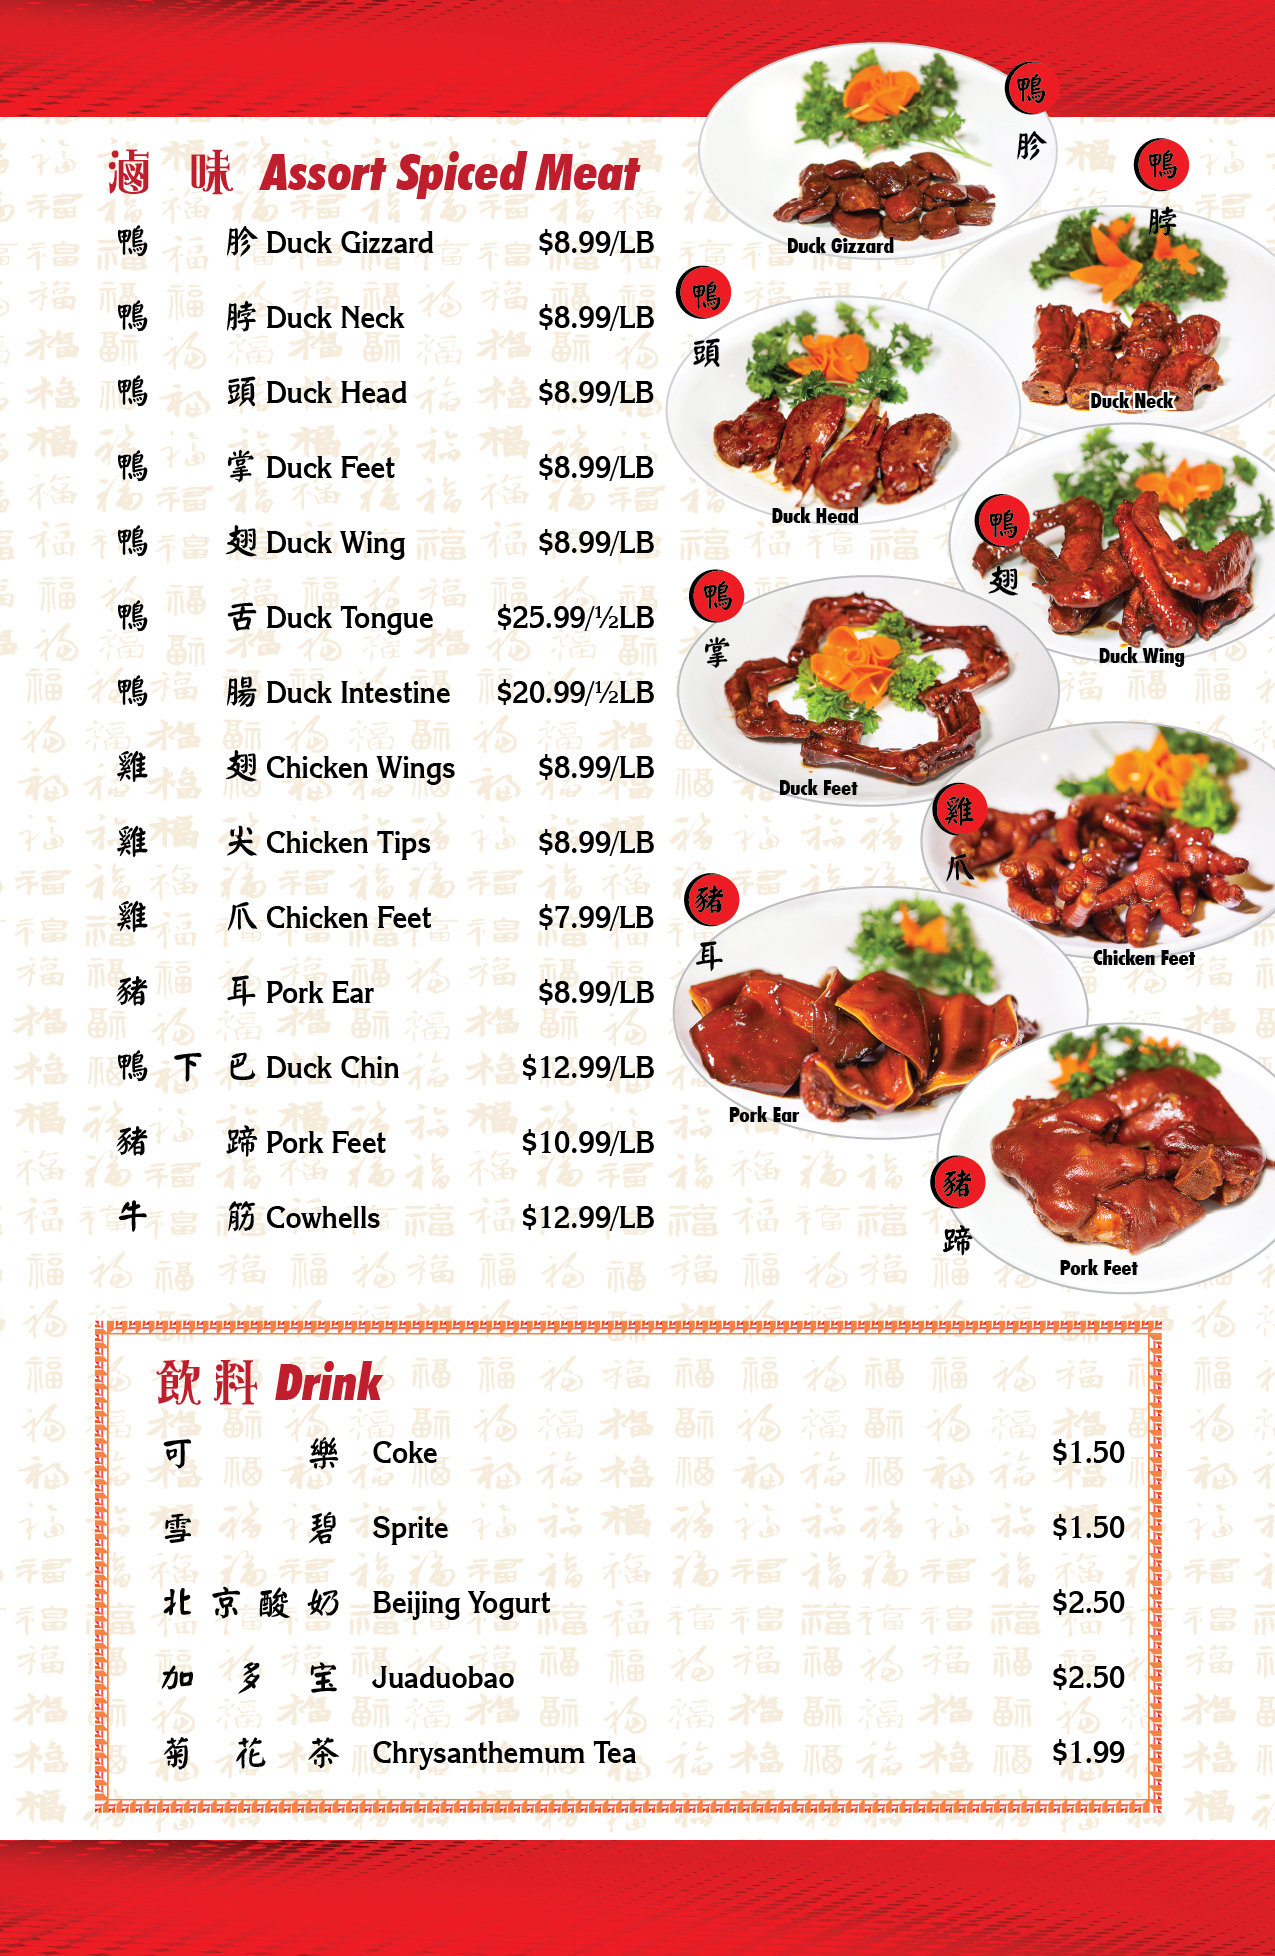 滷味 Assort Spiced Meat
鴨胗 Duck Gizzard $8.99/LB
鴨脖 Duck Neck $8.99/LB
鴨頭 Duck Head $8.99/LB
鴨掌 Duck Feet $8.99/LB
鴨翅 Duck Wing $8.99/LB
鴨舌 Duck Tongue $25.99/½LB
鴨腸 Duck Intestine $20.99/½LB
雞翅 Chicken Wings $8.99/LB
雞尖 Chicken Tips $8.99/LB
雞爪 Chicken Feet $7.99/LB
豬耳 Pork Ear $8.99/LB
鴨下巴 Duck Chin $12.99/LB
豬蹄 Pork Feet $10.99/LB
牛筋 Cowhells $12.99/LB
鴨胗
Duck Gizzard
鴨脖
Duck Neck
鴨頭
Duck Head
鴨翅
Duck Wing
鴨掌
Duck Feet
雞爪
Chicken Feet
豬耳
Pork Ear
豬蹄
Pork Feet
飲料 Drink
可樂 Coke $1.50
雪碧 Sprite $1.50
北京酸奶 Beijing Yogurt $2.50
加多宝 Juaduobao $2.50
菊花茶 Chrysanthemum Tea $1.99